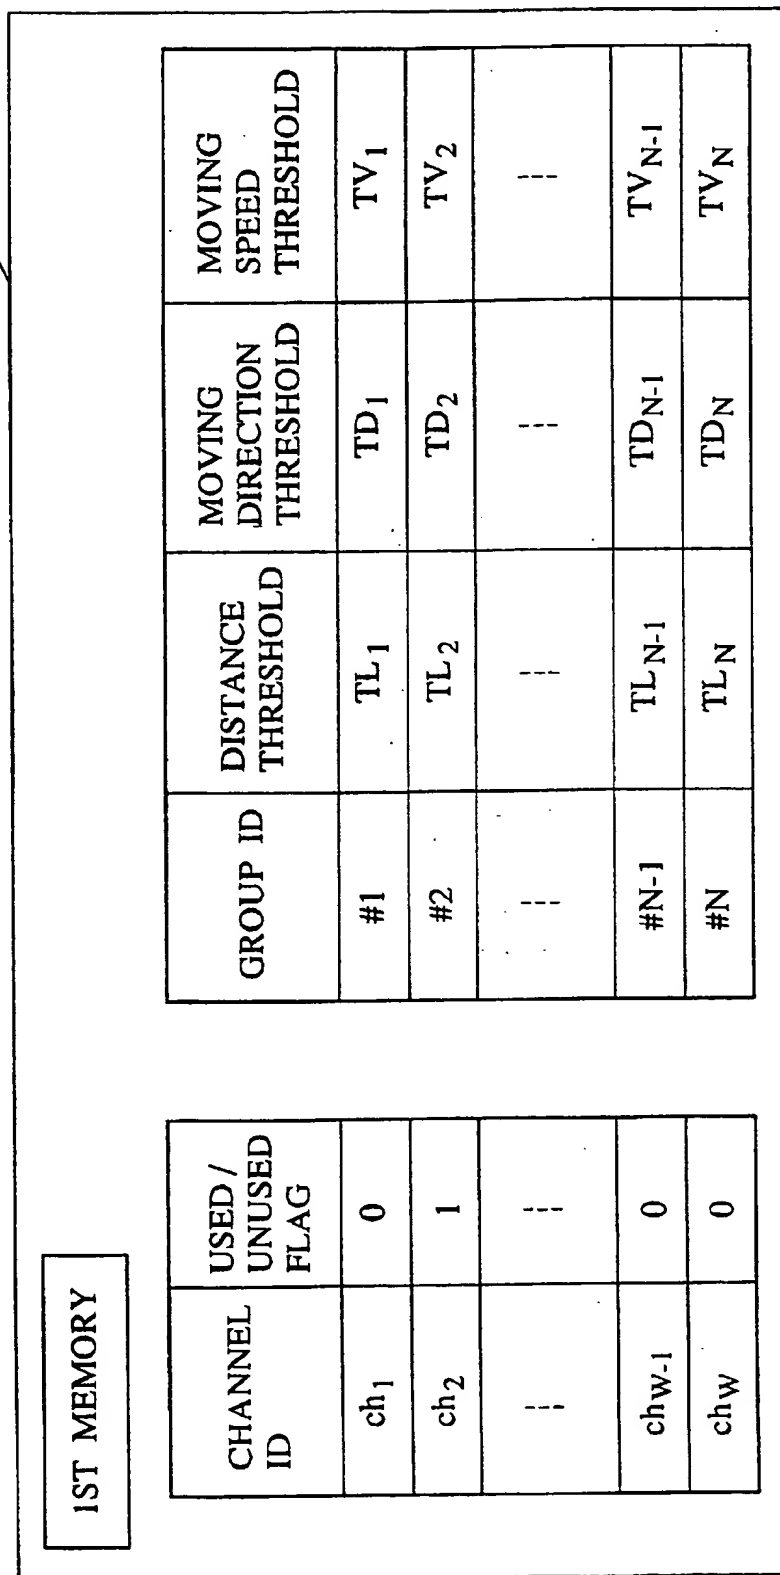 1ST MEMORY
CHANNEL ID | USED / UNUSED FLAG
ch1 | 0
ch2 | 1
--- | ---
chW-1 | 0
chW | 0
GROUP ID | DISTANCE THRESHOLD | MOVING DIRECTION THRESHOLD | MOVING SPEED THRESHOLD
#1 | TL1 | TD1 | TV1
#2 | TL2 | TD2 | TV2
--- | --- | --- | ---
#N-1 | TLN-1 | TDN-1 | TVN-1
#N | TLN | TDN | TVN